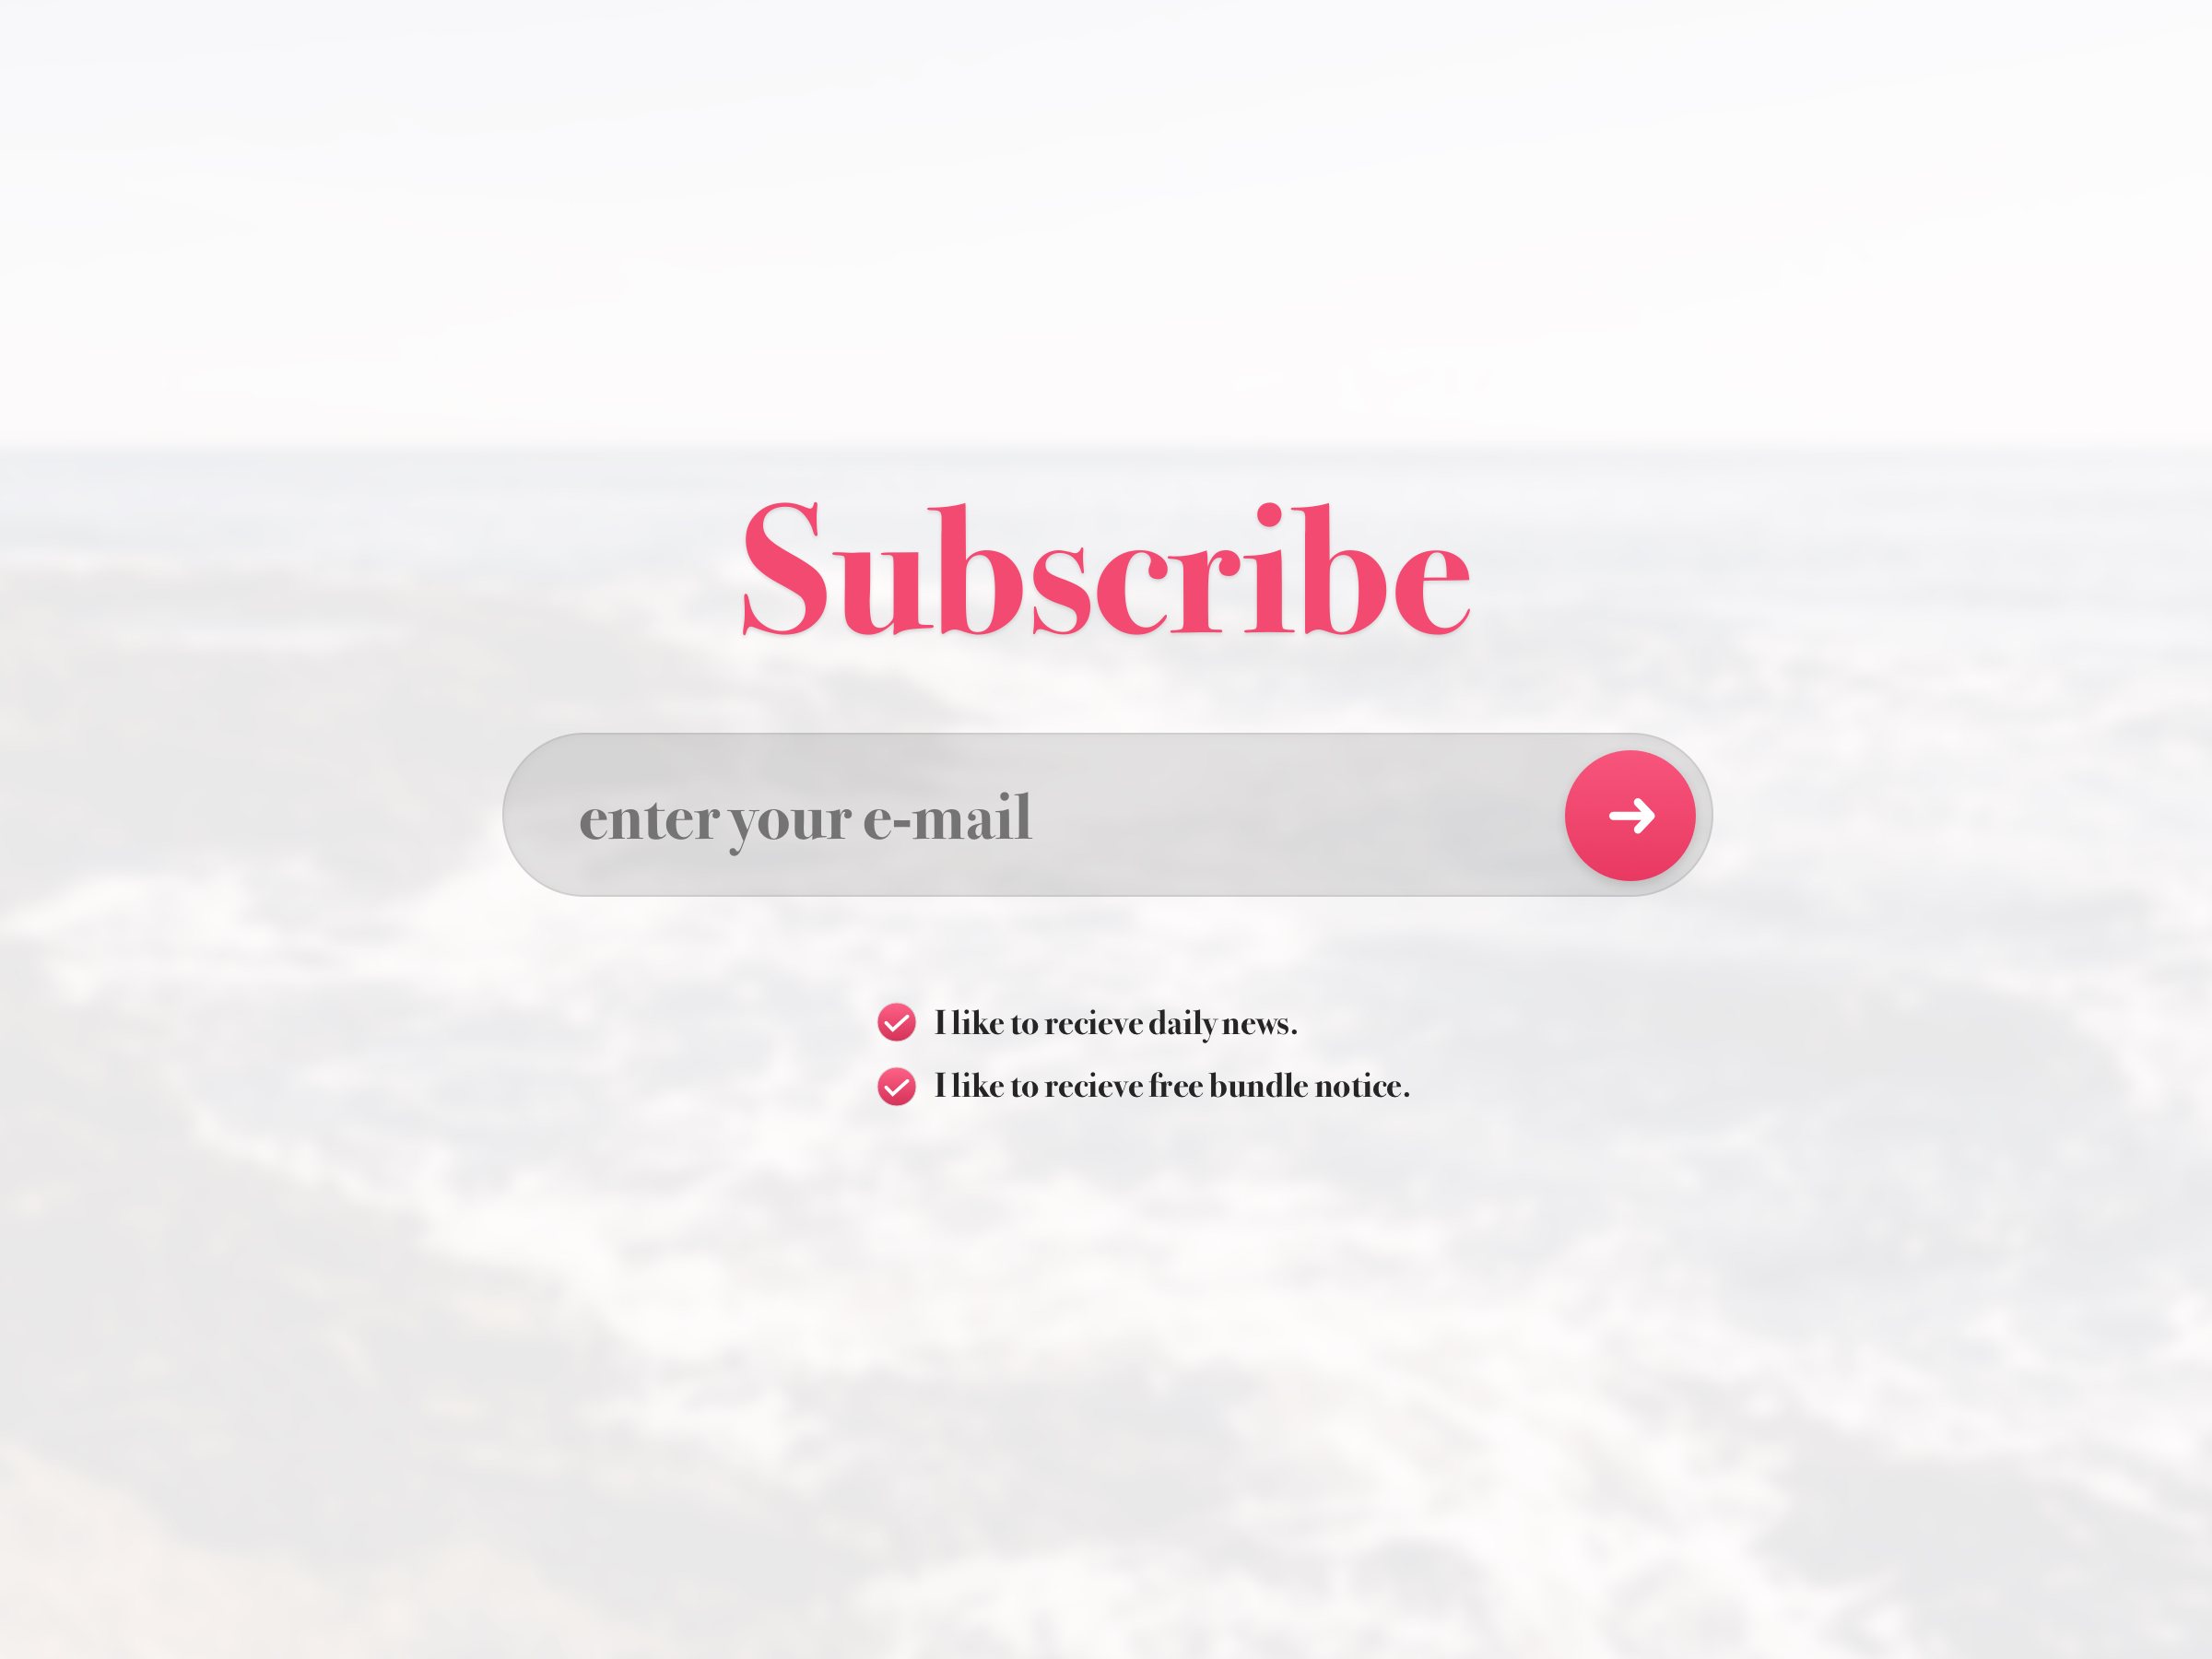 Subscribe
enter your e-mail
I like to recieve daily news.
I like to recieve free bundle notice.